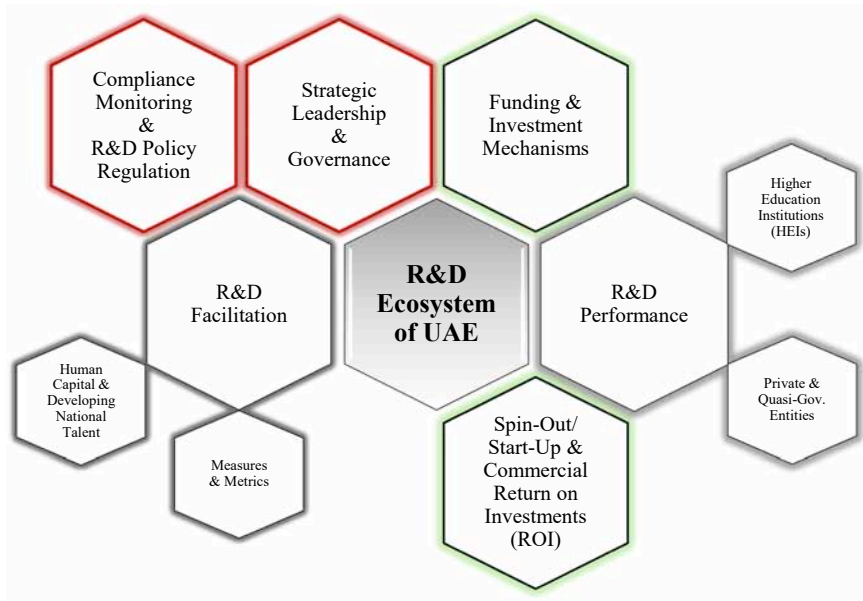 Compliance
Monitoring
&
R&D Policy
Regulation
Strategic
Leadership
&
Governance
Funding &
Investment
Mechanisms
Higher
Education
Institutions
(HEIs)
R&D
Facilitation
R&D
Ecosystem
of UAE
R&D
Performance
Human
Capital &
Developing
National
Talent
Measures
& Metrics
Spin-Out/
Start-Up &
Commercial
Return on
Investments
(ROI)
Private &
Quasi-Gov.
Entities